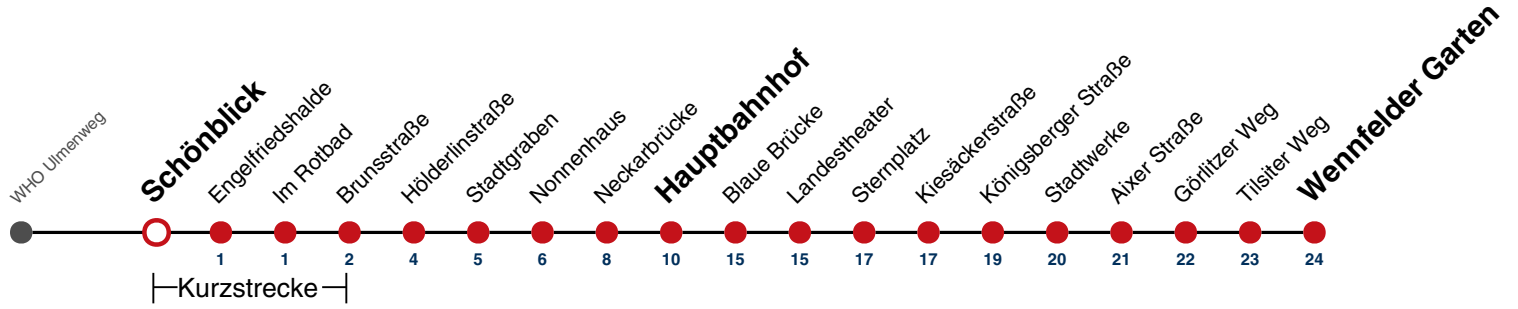 WHO Ulmenweg
Schönblick
Engelfriedshalde
Im Rotbad
Brunsstraße
Hölderlinstraße
Stadtgraben
Nonnenhaus
Neckarbrücke
Hauptbahnhof
Blaue Brücke
Landestheater
Sternplatz
Kiesäckerstraße
Königsberger Straße
Stadtwerke
Aixer Straße
Görlitzer Weg
Tilsiter Weg
Wennfelder Garten
1 1 2 4 5 6 8 10 15 15 17 17 19 20 21 22 23 24
Kurzstrecke